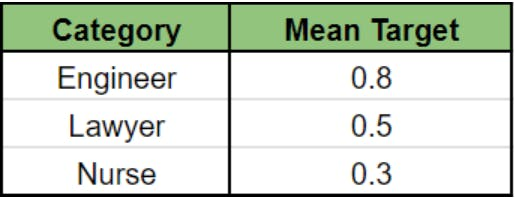 Category Mean Target
Engineer 0.8
Lawyer 0.5
Nurse 0.3